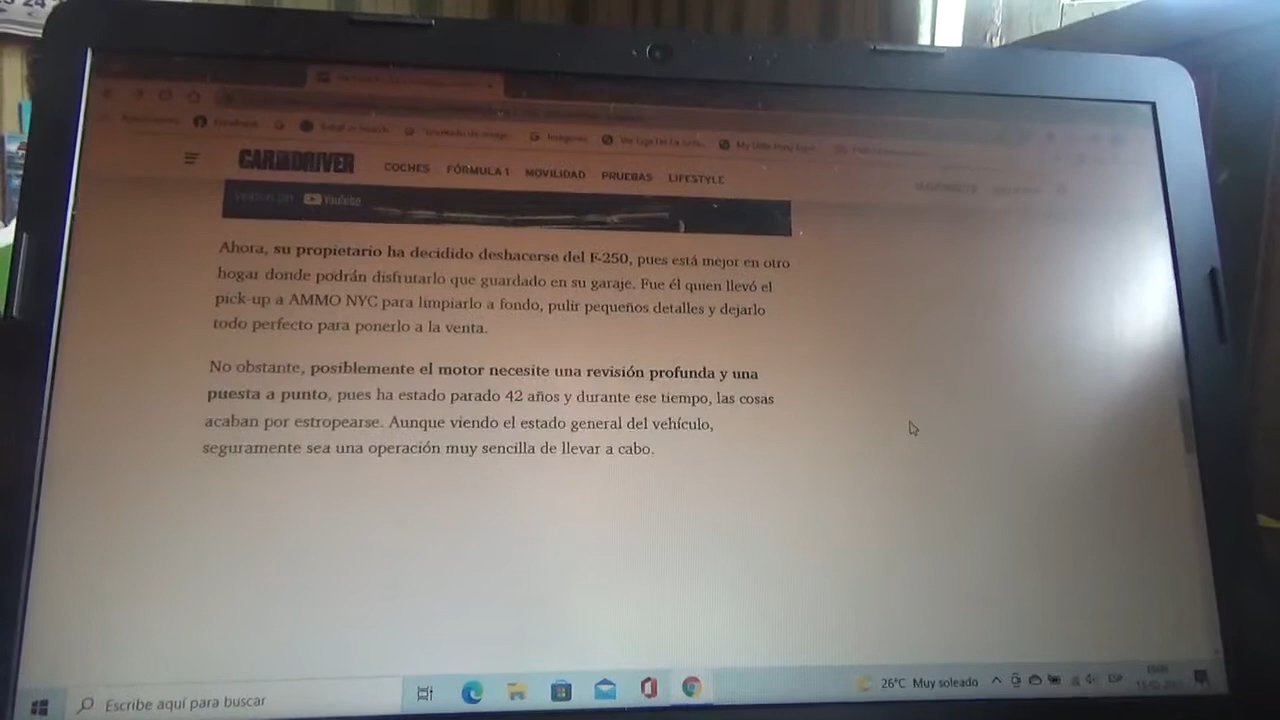 24
Facebook
Imágenes
CAR AND DRIVER
COCHES FÓRMULA 1 MOVILIDAD PRUEBAS LIFESTYLE
YouTube
Ahora, su propietario ha decidido deshacerse del F-250, pues está mejor en otro
hogar donde podrán disfrutarlo que guardado en su garaje. Fue él quien llevó el
pick-up a AMMO NYC para limpiarlo a fondo, pulir pequeños detalles y dejarlo
todo perfecto para ponerlo a la venta.
No obstante, posiblemente el motor necesite una revisión profunda y una
puesta a punto, pues ha estado parado 42 años y durante ese tiempo, las cosas
acaban por estropearse. Aunque viendo el estado general del vehículo,
seguramente sea una operación muy sencilla de llevar a cabo.
Escribe aquí para buscar
26°C Muy soleado
ESP